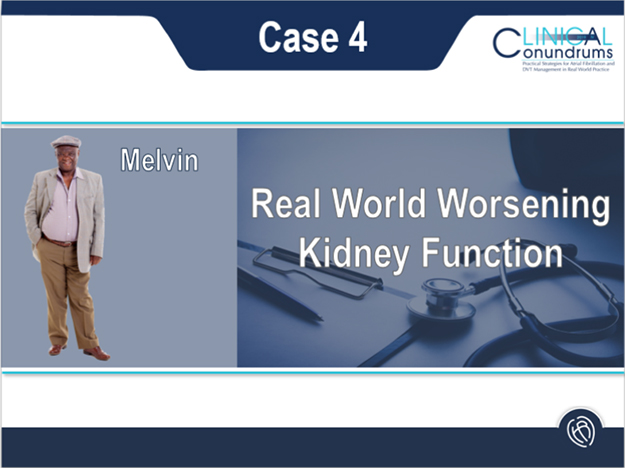 Case 4
CLINICAL
Conundrums
Practical Strategies for Atrial Fibrillation and
DVT Management in Real World Practice
Melvin
Real World Worsening
Kidney Function